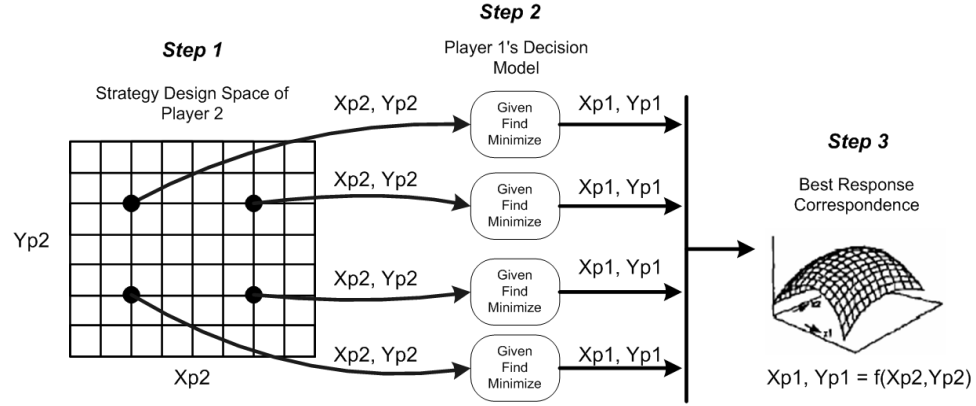 Step 1
Strategy Design Space of
Player 2
Yp2
Xp2
Step 2
Player 1's Decision
Model
Xp2, Yp2
Given
Find
Minimize
Xp1, Yp1
Xp2, Yp2
Given
Find
Minimize
Xp1, Yp1
Xp2, Yp2
Given
Find
Minimize
Xp1, Yp1
Xp2, Yp2
Given
Find
Minimize
Xp1, Yp1
Step 3
Best Response
Correspondence
Xp1, Yp1 = f(Xp2,Yp2)